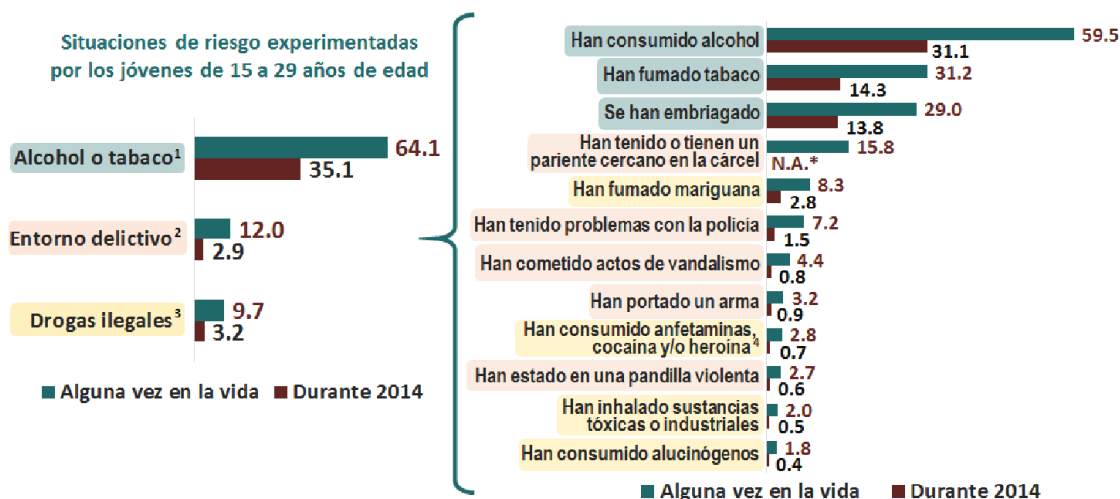 Situaciones de riesgo experimentadas
por los jóvenes de 15 a 29 años de edad
Alcohol o tabaco¹
64.1
35.1
Entorno delictivo²
12.0
2.9
Drogas ilegales³
9.7
3.2
Alguna vez en la vida
Durante 2014
Han consumido alcohol
59.5
31.1
Han fumado tabaco
31.2
14.3
Se han embriagado
29.0
13.8
Han tenido o tienen un
pariente cercano en la cárcel
15.8
N.A.*
Han fumado mariguana
8.3
2.8
Han tenido problemas con la policía
7.2
1.5
Han cometido actos de vandalismo
4.4
0.8
Han portado un arma
3.2
0.9
Han consumido anfetaminas,
cocaína y/o heroína⁴
2.8
0.7
Han estado en una pandilla violenta
2.7
0.6
Han inhalado sustancias
tóxicas o industriales
2.0
0.5
Han consumido alucinógenos
1.8
0.4
Alguna vez en la vida
Durante 2014